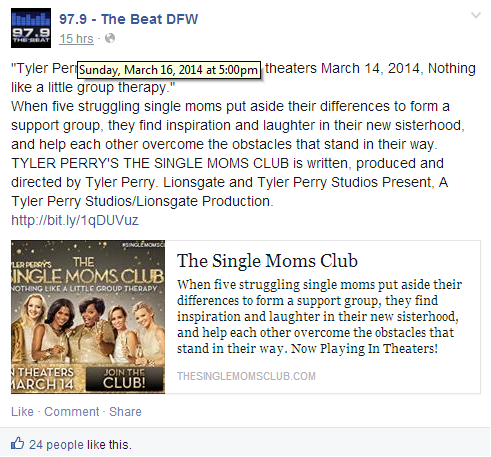 97.9
THE BEAT
97.9 - The Beat DFW
15 hrs ·
Sunday, March 16, 2014 at 5:00pm
"Tyler Per theaters March 14, 2014, Nothing
like a little group therapy."
When five struggling single moms put aside their differences to form a
support group, they find inspiration and laughter in their new sisterhood,
and help each other overcome the obstacles that stand in their way.
TYLER PERRY'S THE SINGLE MOMS CLUB is written, produced and
directed by Tyler Perry. Lionsgate and Tyler Perry Studios Present, A
Tyler Perry Studios/Lionsgate Production.
http://bit.ly/1qDUVuz
#SINGLEMOMSCLUB
YLER PERRY'S THE
SINGLE MOMS CLUB
NOTHING LIKE A LITTLE GROUP THERAPY
N THEATERS
MARCH 14
JOIN THE
CLUB!
The Single Moms Club
When five struggling single moms put aside their
differences to form a support group, they find
inspiration and laughter in their new sisterhood,
and help each other overcome the obstacles that
stand in their way. Now Playing In Theaters!
THESINGLEMOMSCLUB.COM
Like · Comment · Share
24 people like this.